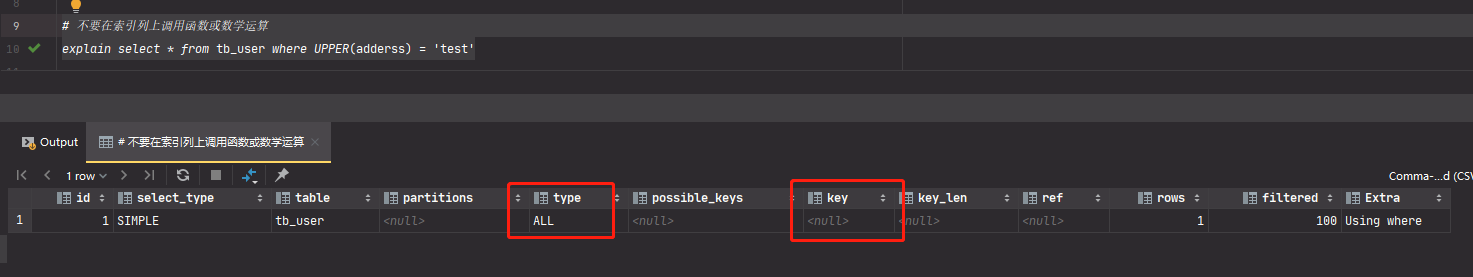 8
9 # 不要在索引列上调用函数或数学运算
10 explain select * from tb_user where UPPER(adderss) = 'test'
Output # 不要在索引列上调用函数或数学运算
1 row Comma-...d (CSV
id select_type table partitions type possible_keys key key_len ref rows filtered Extra
1 1 SIMPLE tb_user <null> ALL <null> <null> <null> <null> 1 100 Using where